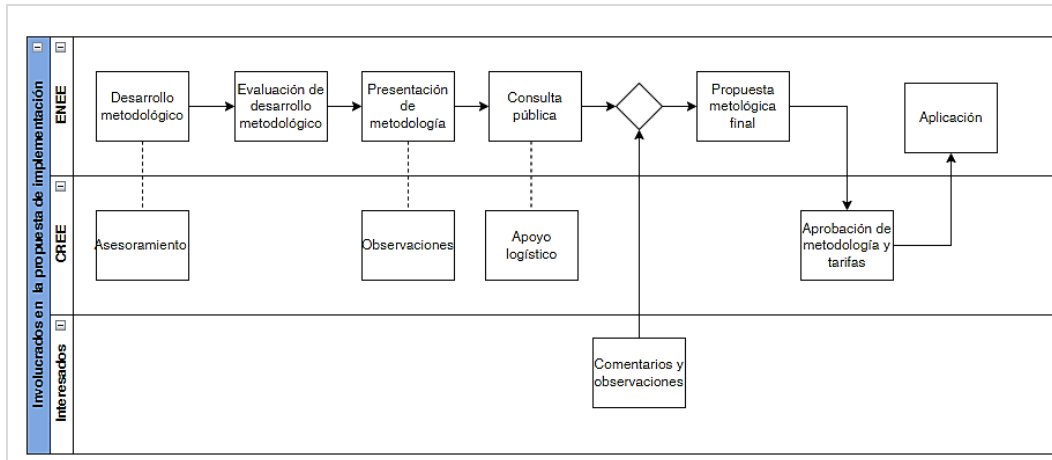 Involucrados en la propuesta de implementación
ENEE
Desarrollo
metodológico
Evaluación de
desarrollo
metodológico
Presentación
de
metodología
Consulta
pública
Propuesta
metológica
final
Aplicación
CREE
Asesoramiento
Observaciones
Apoyo
logístico
Aprobación de
metodología y
tarifas
Interesados
Comentarios y
observaciones